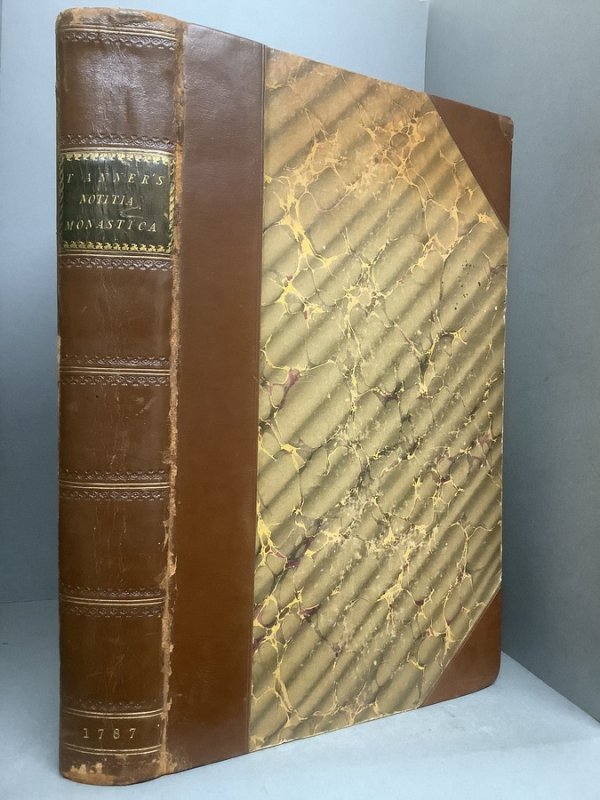 TANNER'S
NOTITIA
MONASTICA
1787